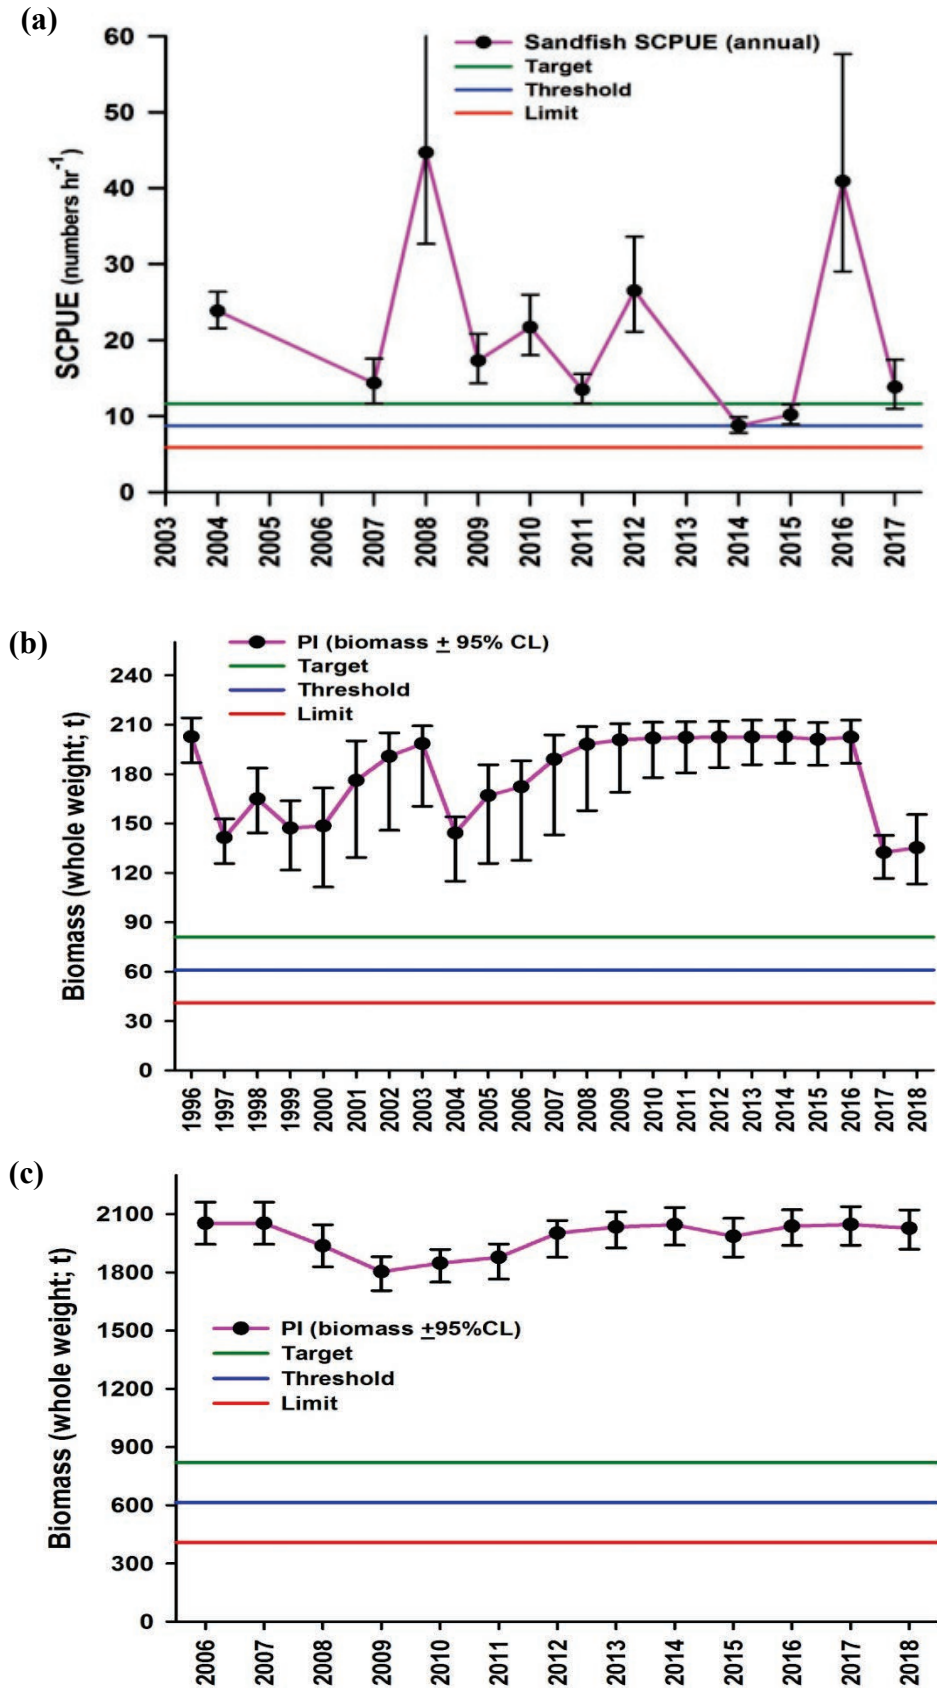 (a)
60
50
40
30
20
10
0
SCPUE (numbers hr⁻¹)
Sandfish SCPUE (annual)
Target
Threshold
Limit
2003 2004 2005 2006 2007 2008 2009 2010 2011 2012 2013 2014 2015 2016 2017
(b)
PI (biomass ± 95% CL)
Target
Threshold
Limit
240
210
180
150
120
90
60
30
0
Biomass (whole weight; t)
1996 1997 1998 1999 2000 2001 2002 2003 2004 2005 2006 2007 2008 2009 2010 2011 2012 2013 2014 2015 2016 2017 2018
(c)
2100
1800
1500
1200
900
600
300
0
Biomass (whole weight; t)
PI (biomass ±95%CL)
Target
Threshold
Limit
2006 2007 2008 2009 2010 2011 2012 2013 2014 2015 2016 2017 2018